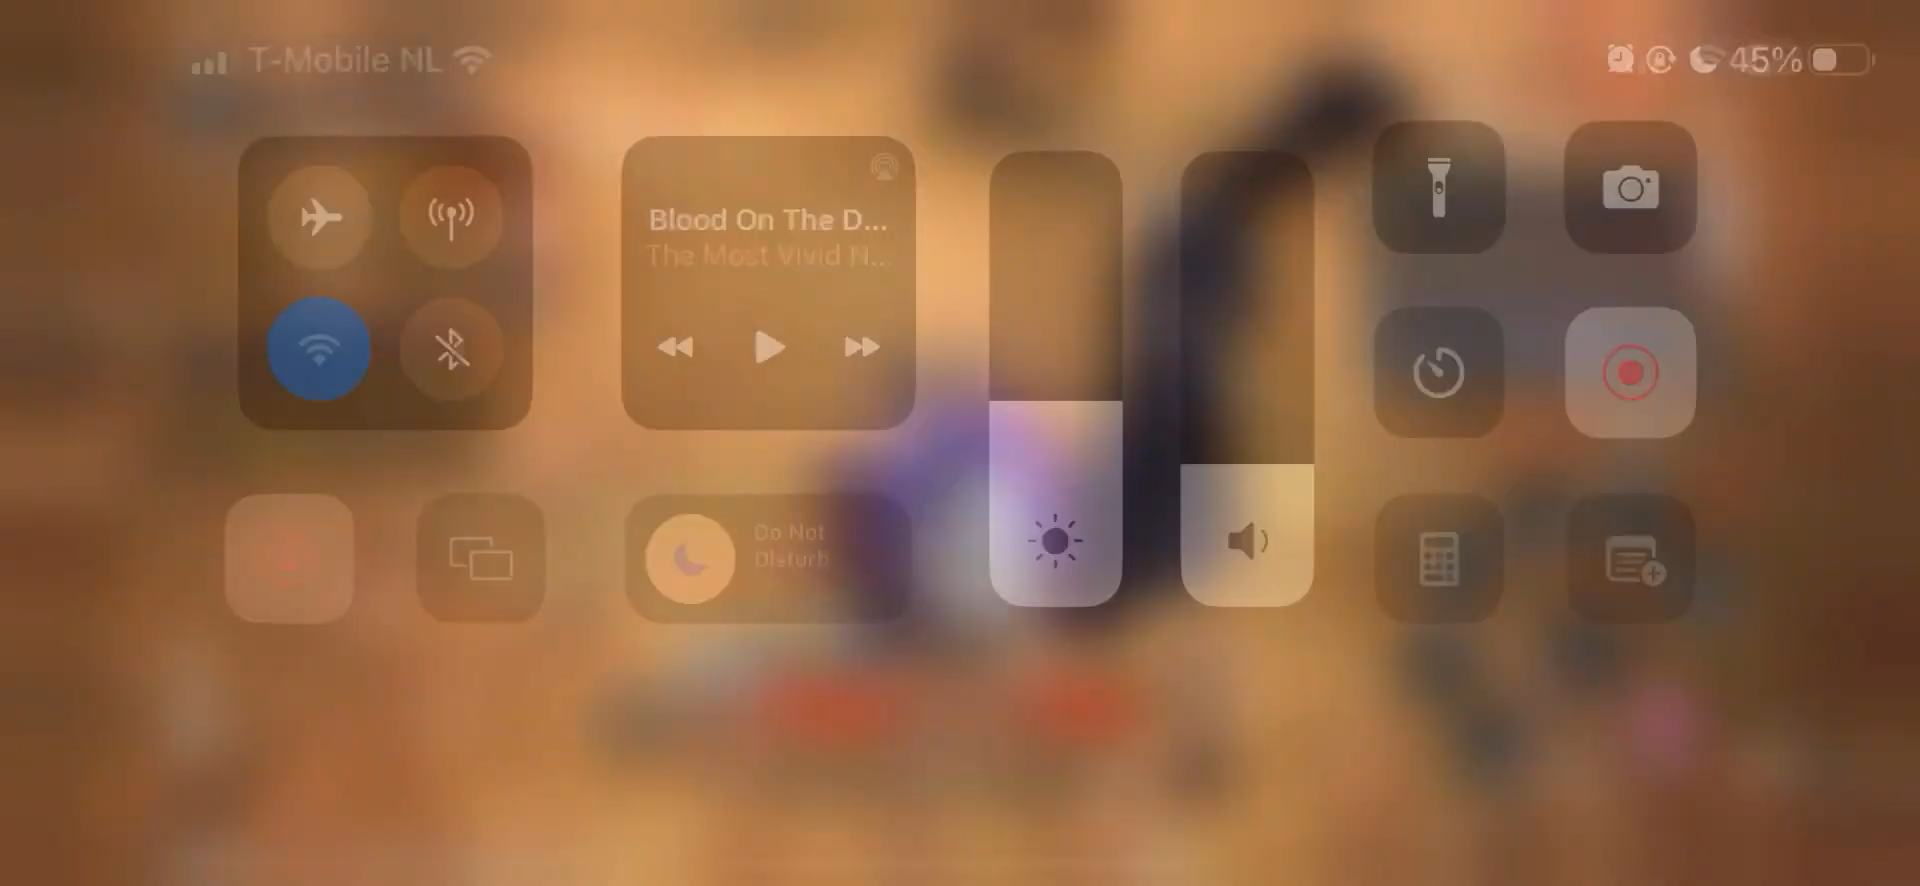 T-Mobile NL
45%
Blood On The D...
The Most Vivid N...
Do Not
Disturb